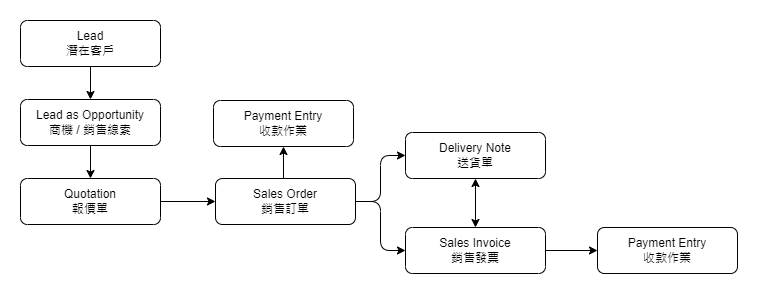 Lead
潛在客戶
Lead as Opportunity
商機 / 銷售線索
Quotation
報價單
Payment Entry
收款作業
Sales Order
銷售訂單
Delivery Note
送貨單
Sales Invoice
銷售發票
Payment Entry
收款作業